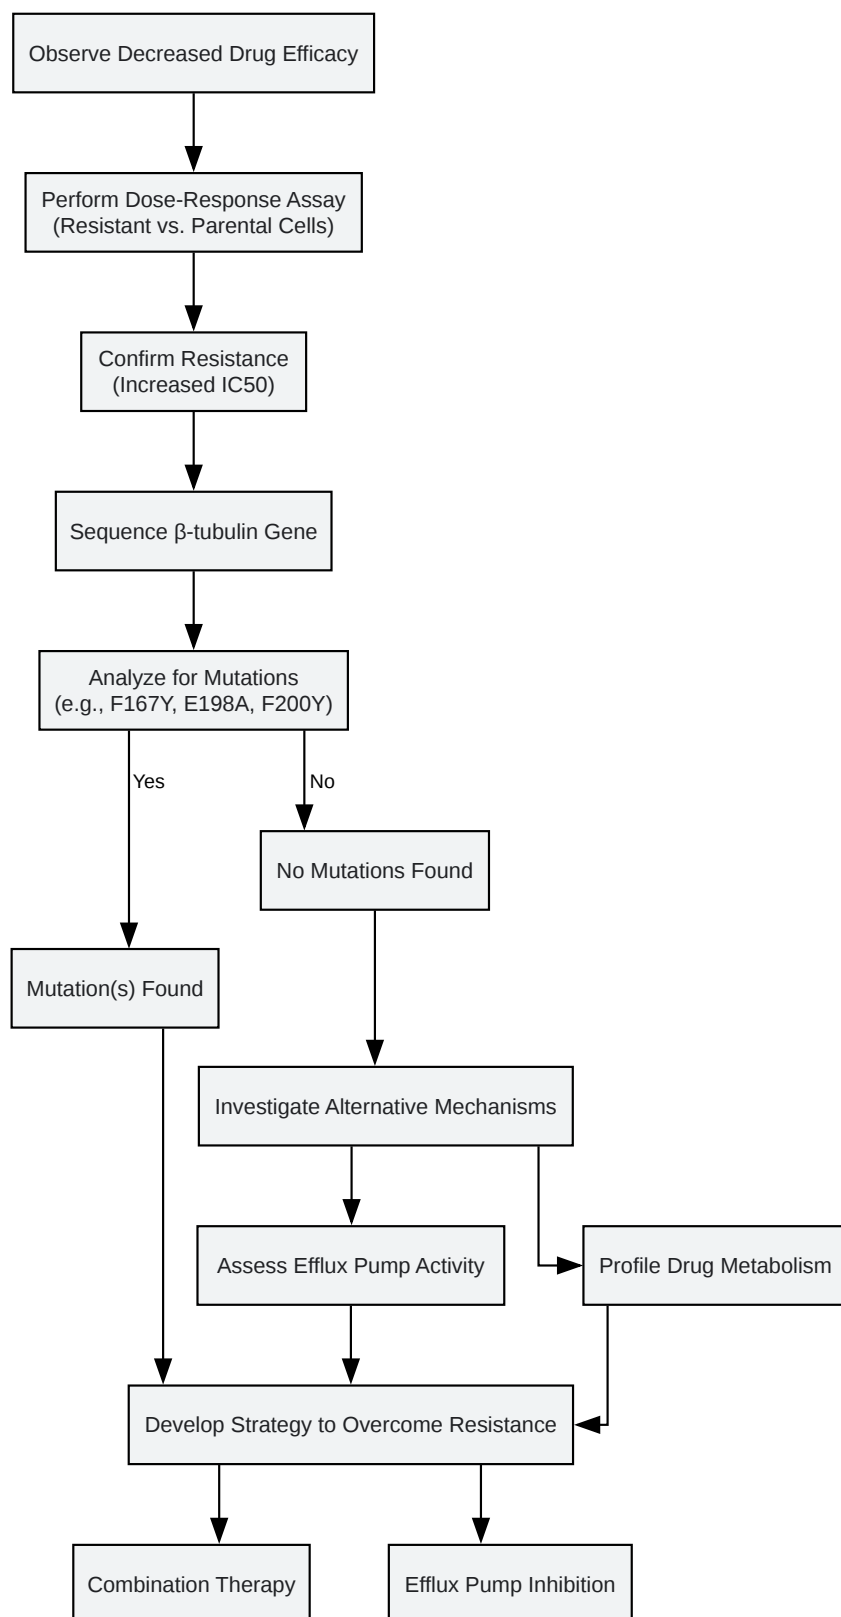 Observe Decreased Drug Efficacy
Perform Dose-Response Assay
(Resistant vs. Parental Cells)
Confirm Resistance
(Increased IC50)
Sequence β-tubulin Gene
Analyze for Mutations
(e.g., F167Y, E198A, F200Y)
Yes
No
No Mutations Found
Mutation(s) Found
Investigate Alternative Mechanisms
Assess Efflux Pump Activity
Profile Drug Metabolism
Develop Strategy to Overcome Resistance
Combination Therapy
Efflux Pump Inhibition